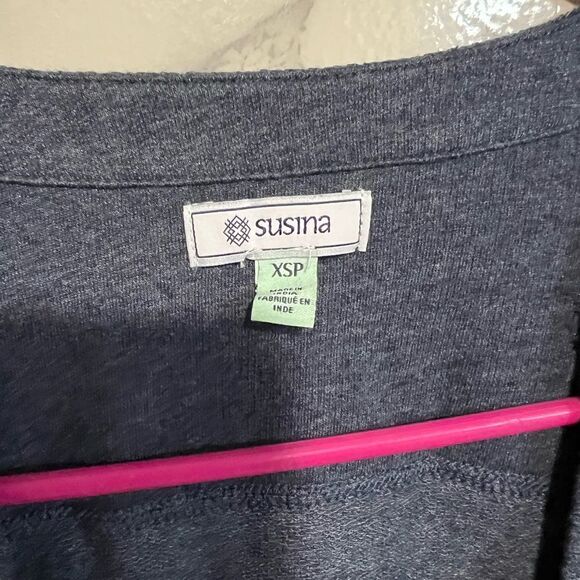 susina
XSP
MADE IN
INDIA
FABRIQUÉ EN
INDE